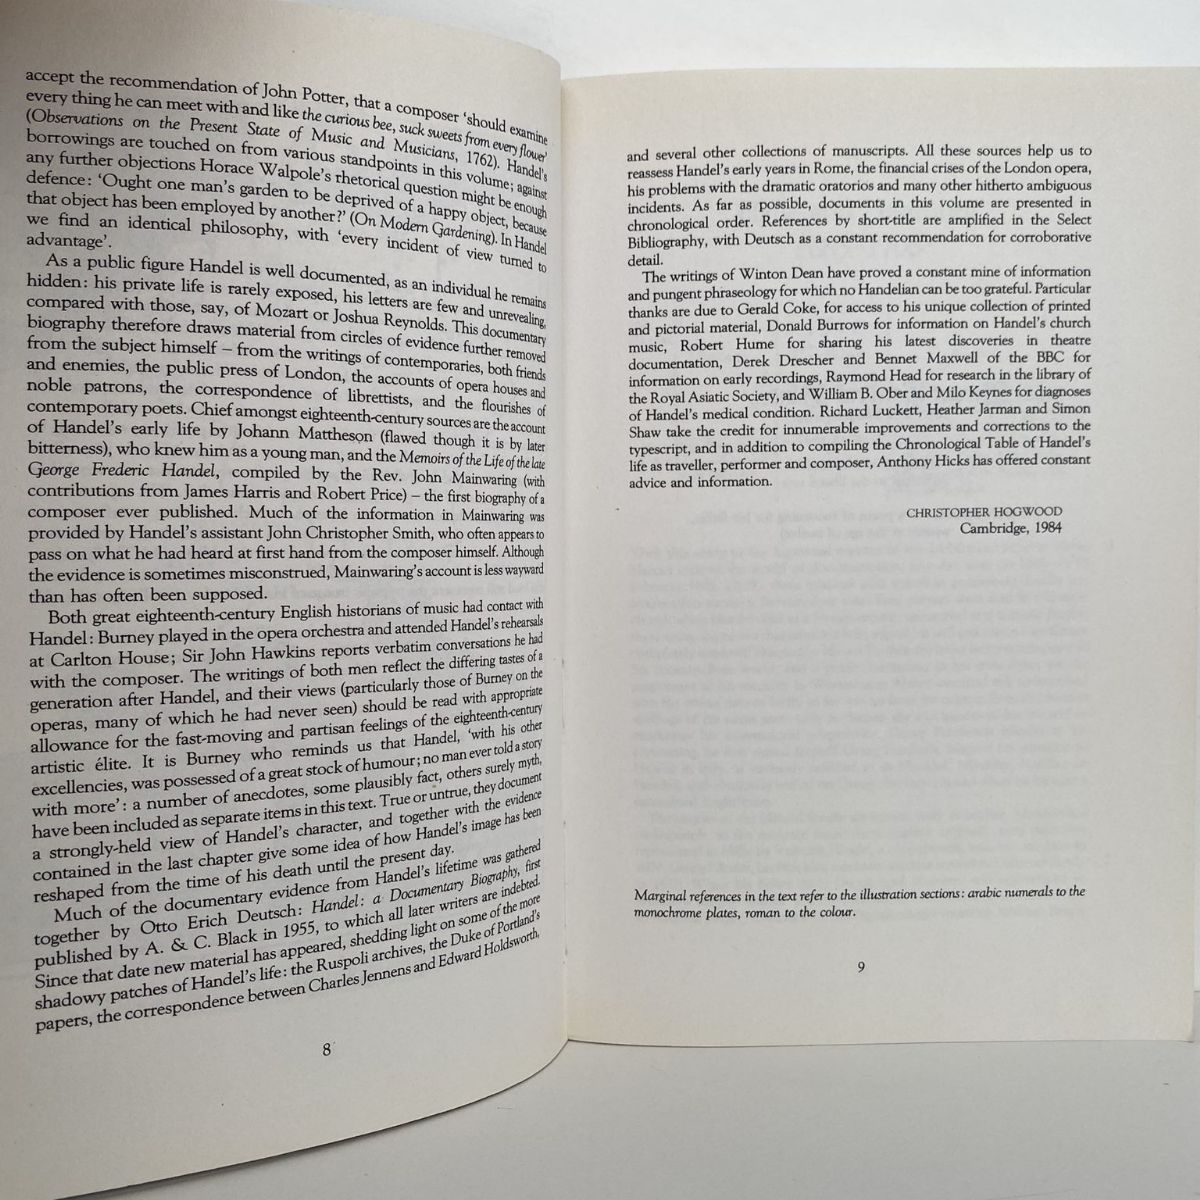 accept the recommendation of John Potter, that a composer ‘should examine
every thing he can meet with and like the curious bee, suck sweets from every flower’
(Observations on the Present State of Music and Musicians, 1762). Handel’s
borrowings are touched on from various standpoints in this volume; against
any further objections Horace Walpole’s rhetorical question might be enough
defence: ‘Ought one man’s garden to be deprived of a happy object, because
that object has been employed by another?’ (On Modern Gardening). In Handel
we find an identical philosophy, with ‘every incident of view turned to
advantage’.
As a public figure Handel is well documented, as an individual he remains
hidden: his private life is rarely exposed, his letters are few and unrevealing,
compared with those, say, of Mozart or Joshua Reynolds. This documentary
biography therefore draws material from circles of evidence further removed
from the subject himself – from the writings of contemporaries, both friends
and enemies, the public press of London, the accounts of opera houses and
noble patrons, the correspondence of librettists, and the flourishes of
contemporary poets. Chief amongst eighteenth-century sources are the account
of Handel’s early life by Johann Mattheson (flawed though it is by later
bitterness), who knew him as a young man, and the Memoirs of the Life of the late
George Frederic Handel, compiled by the Rev. John Mainwaring (with
contributions from James Harris and Robert Price) – the first biography of a
composer ever published. Much of the information in Mainwaring was
provided by Handel’s assistant John Christopher Smith, who often appears to
pass on what he had heard at first hand from the composer himself. Although
the evidence is sometimes misconstrued, Mainwaring’s account is less wayward
than has often been supposed.
Both great eighteenth-century English historians of music had contact with
Handel: Burney played in the opera orchestra and attended Handel’s rehearsals
at Carlton House; Sir John Hawkins reports verbatim conversations he had
with the composer. The writings of both men reflect the differing tastes of a
generation after Handel, and their views (particularly those of Burney on the
operas, many of which he had never seen) should be read with appropriate
allowance for the fast-moving and partisan feelings of the eighteenth-century
artistic élite. It is Burney who reminds us that Handel, ‘with his other
excellencies, was possessed of a great stock of humour; no man ever told a story
with more’: a number of anecdotes, some plausibly fact, others surely myth,
have been included as separate items in this text. True or untrue, they document
a strongly-held view of Handel’s character, and together with the evidence
contained in the last chapter give some idea of how Handel’s image has been
reshaped from the time of his death until the present day.
Much of the documentary evidence from Handel’s lifetime was gathered
together by Otto Erich Deutsch: Handel: a Documentary Biography, first
published by A. & C. Black in 1955, to which all later writers are indebted.
Since that date new material has appeared, shedding light on some of the more
shadowy patches of Handel’s life: the Ruspoli archives, the Duke of Portland’s
papers, the correspondence between Charles Jennens and Edward Holdsworth,
8
and several other collections of manuscripts. All these sources help us to
reassess Handel’s early years in Rome, the financial crises of the London opera,
his problems with the dramatic oratorios and many other hitherto ambiguous
incidents. As far as possible, documents in this volume are presented in
chronological order. References by short-title are amplified in the Select
Bibliography, with Deutsch as a constant recommendation for corroborative
detail.
The writings of Winton Dean have proved a constant mine of information
and pungent phraseology for which no Handelian can be too grateful. Particular
thanks are due to Gerald Coke, for access to his unique collection of printed
and pictorial material, Donald Burrows for information on Handel’s church
music, Robert Hume for sharing his latest discoveries in theatre
documentation, Derek Drescher and Bennet Maxwell of the BBC for
information on early recordings, Raymond Head for research in the library of
the Royal Asiatic Society, and William B. Ober and Milo Keynes for diagnoses
of Handel’s medical condition. Richard Luckett, Heather Jarman and Simon
Shaw take the credit for innumerable improvements and corrections to the
typescript, and in addition to compiling the Chronological Table of Handel’s
life as traveller, performer and composer, Anthony Hicks has offered constant
advice and information.
CHRISTOPHER HOGWOOD
Cambridge, 1984
Marginal references in the text refer to the illustration sections: arabic numerals to the
monochrome plates, roman to the colour.
9